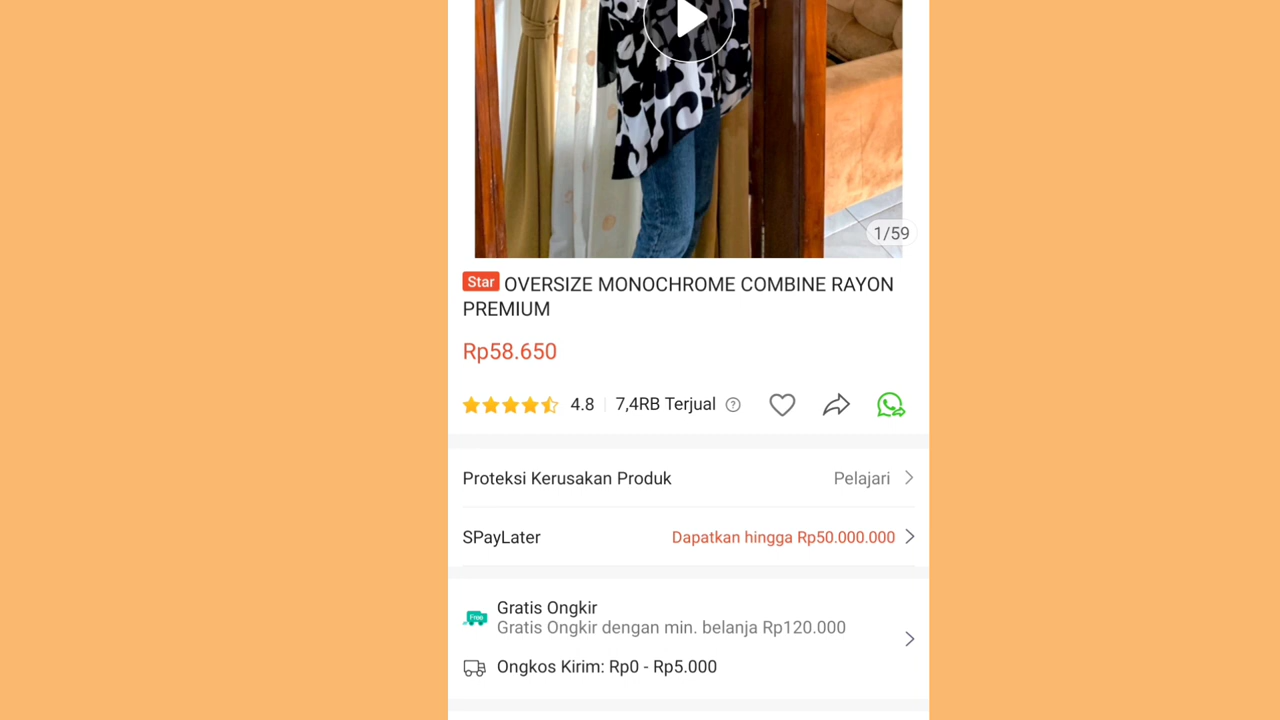 1/59
Star OVERSIZE MONOCHROME COMBINE RAYON
PREMIUM
Rp58.650
4.8 7,4RB Terjual ?
Proteksi Kerusakan Produk Pelajari
SPayLater Dapatkan hingga Rp50.000.000
Free Gratis Ongkir
Gratis Ongkir dengan min. belanja Rp120.000
Ongkos Kirim: Rp0 - Rp5.000